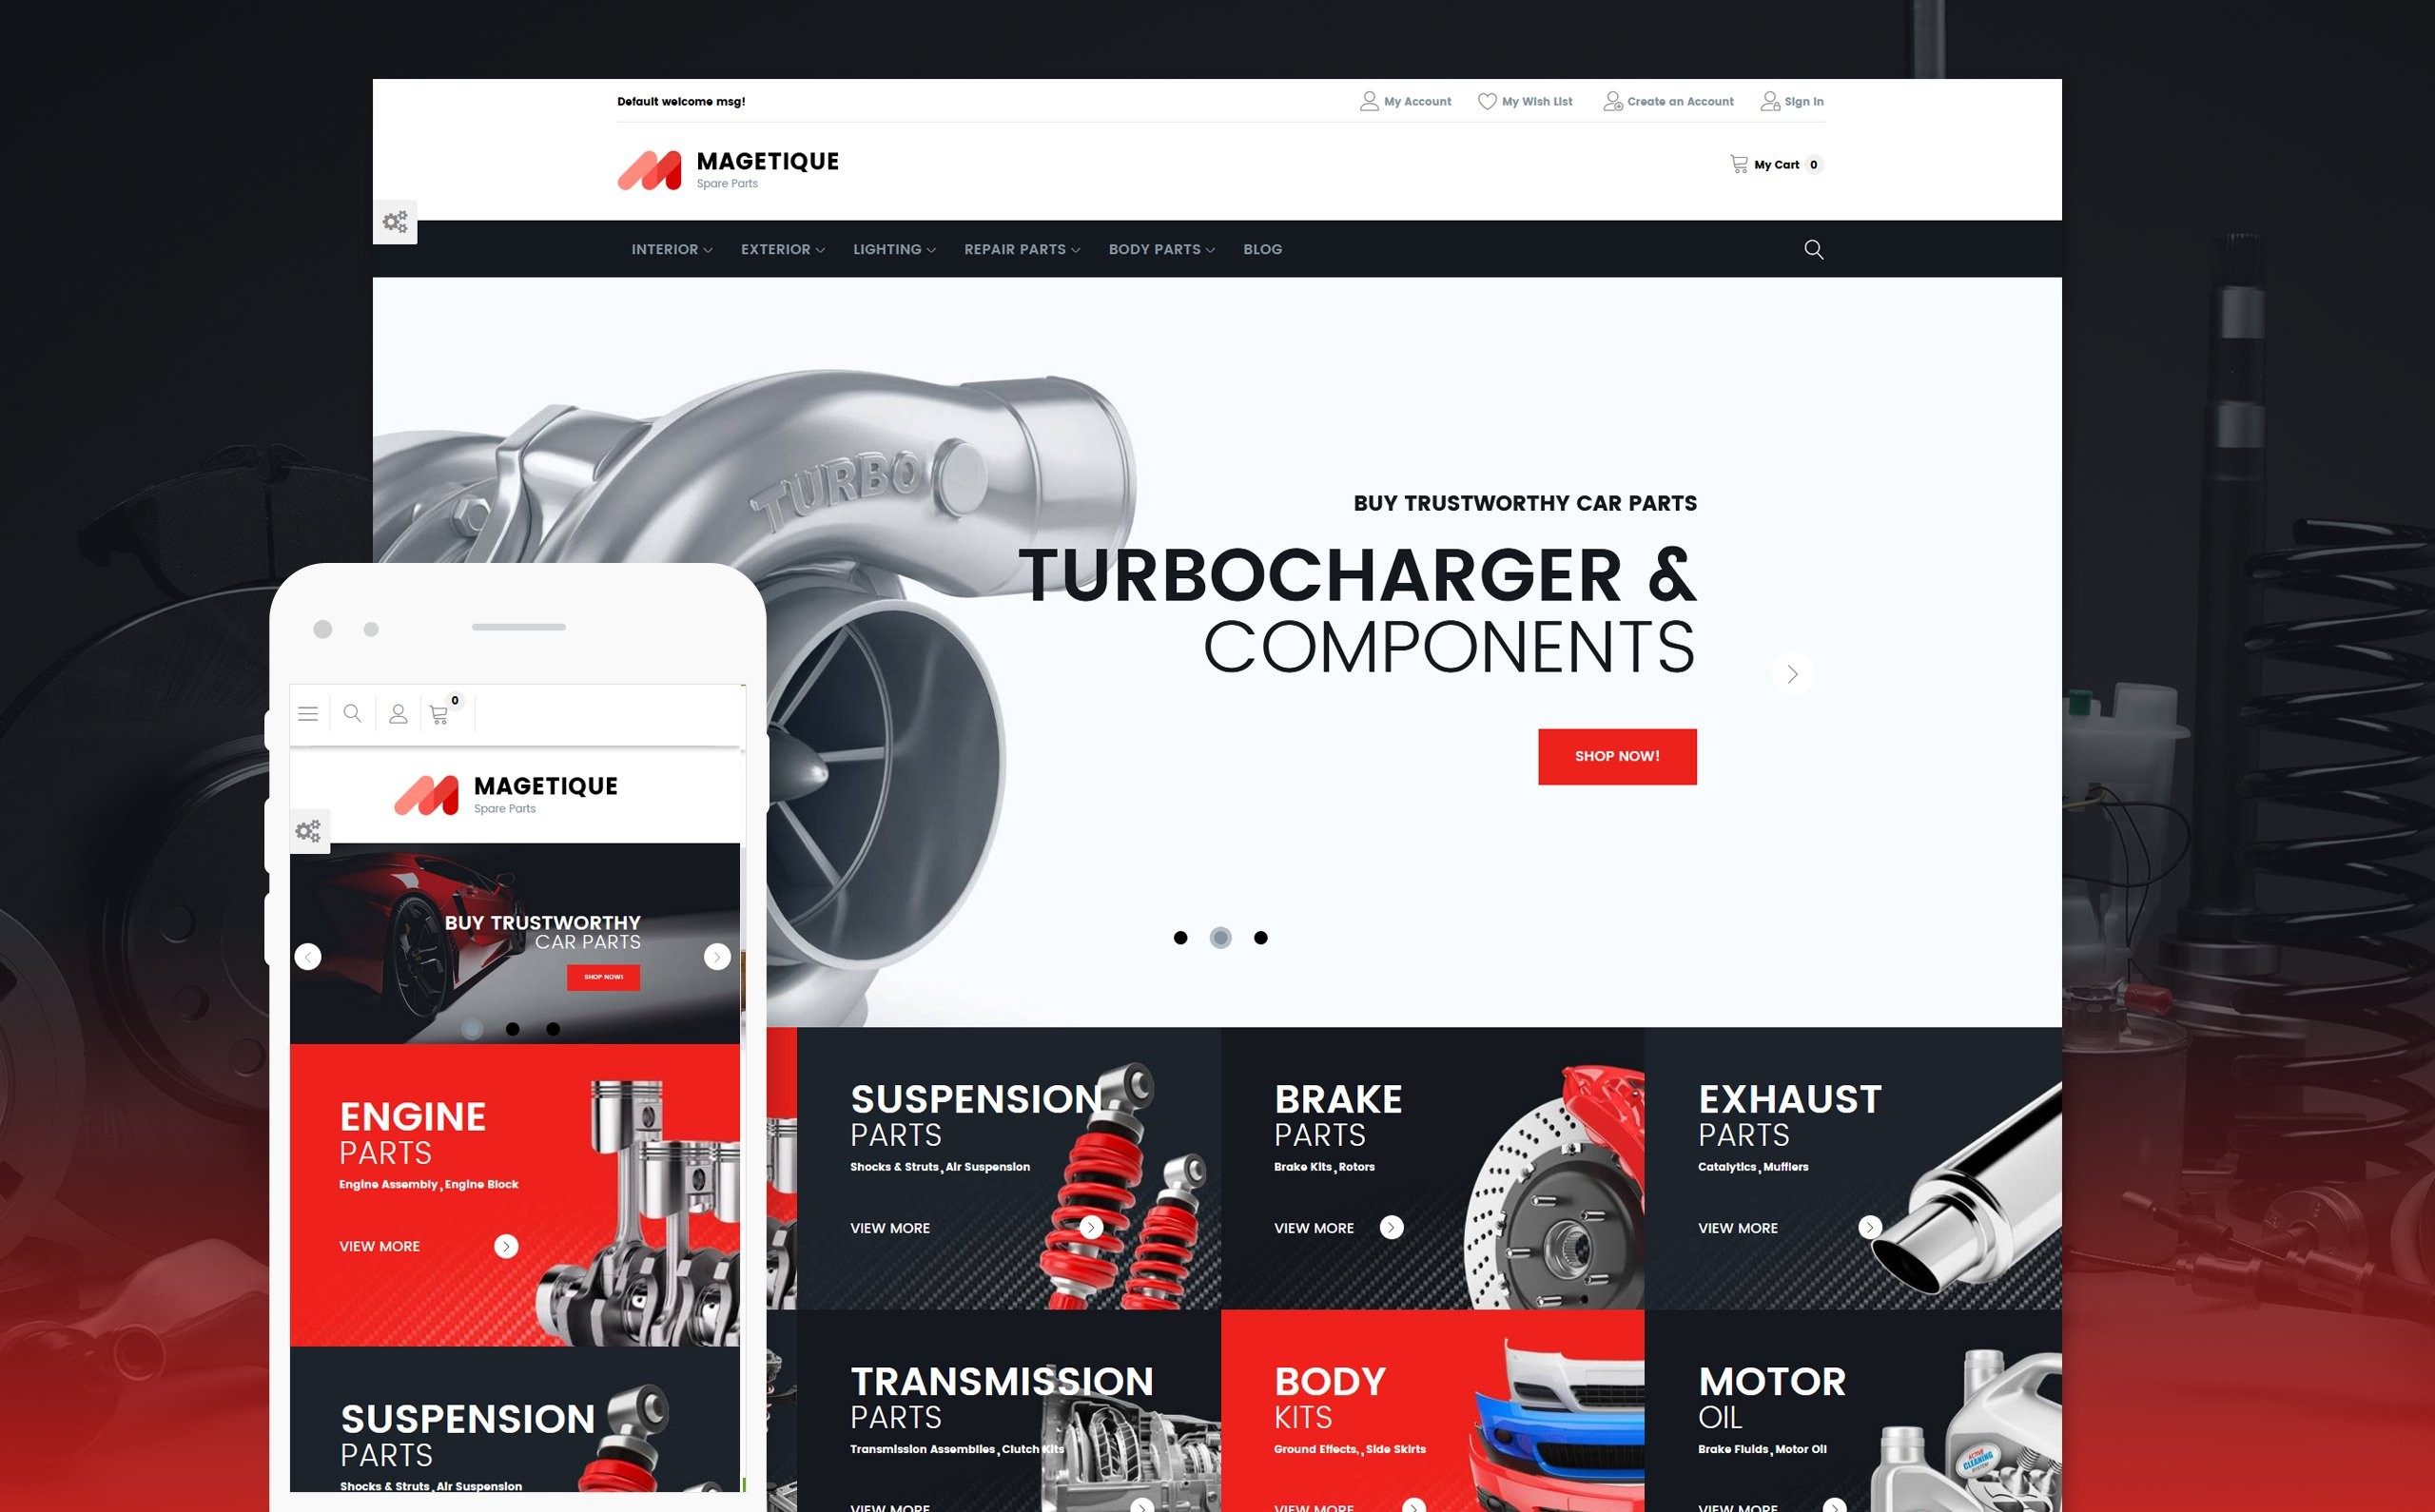 Default welcome msg!
My Account
My Wish List
Create an Account
Sign In
MAGETIQUE
Spare Parts
My Cart 0
INTERIOR
EXTERIOR
LIGHTING
REPAIR PARTS
BODY PARTS
BLOG
TURBO
BUY TRUSTWORTHY CAR PARTS
TURBOCHARGER &
COMPONENTS
SHOP NOW!
0
MAGETIQUE
Spare Parts
BUY TRUSTWORTHY
CAR PARTS
SHOP NOW!
ENGINE
PARTS
Engine Assembly , Engine Block
VIEW MORE
SUSPENSION
PARTS
Shocks & Struts , Air Suspension
SUSPENSION
PARTS
Shocks & Struts , Air Suspension
VIEW MORE
BRAKE
PARTS
Brake Kits , Rotors
VIEW MORE
EXHAUST
PARTS
Catalytics , Mufflers
VIEW MORE
TRANSMISSION
PARTS
Transmission Assemblies , Clutch Kits
VIEW MORE
BODY
KITS
Ground Effects, , Side Skirts
VIEW MORE
MOTOR
OIL
Brake Fluids , Motor Oil
VIEW MORE
ACTIVE
CLEANING
SYSTEM